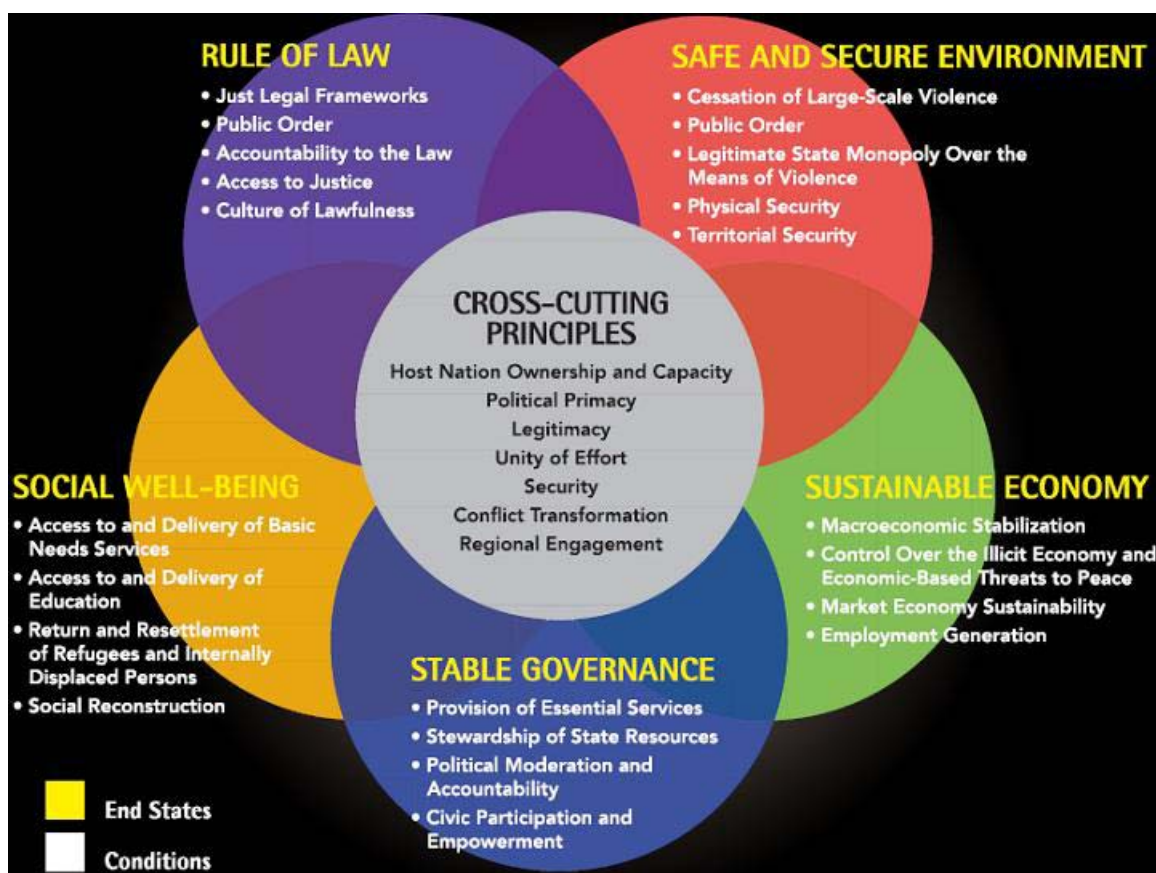 RULE OF LAW
• Just Legal Frameworks
• Public Order
• Accountability to the Law
• Access to Justice
• Culture of Lawfulness
SAFE AND SECURE ENVIRONMENT
• Cessation of Large-Scale Violence
• Public Order
• Legitimate State Monopoly Over the
Means of Violence
• Physical Security
• Territorial Security
CROSS-CUTTING
PRINCIPLES
Host Nation Ownership and Capacity
Political Primacy
Legitimacy
Unity of Effort
Security
Conflict Transformation
Regional Engagement
SOCIAL WELL-BEING
• Access to and Delivery of Basic
Needs Services
• Access to and Delivery of
Education
• Return and Resettlement
of Refugees and Internally
Displaced Persons
• Social Reconstruction
SUSTAINABLE ECONOMY
• Macroeconomic Stabilization
• Control Over the Illicit Economy and
Economic-Based Threats to Peace
• Market Economy Sustainability
• Employment Generation
STABLE GOVERNANCE
• Provision of Essential Services
• Stewardship of State Resources
• Political Moderation and
Accountability
• Civic Participation and
Empowerment
End States
Conditions